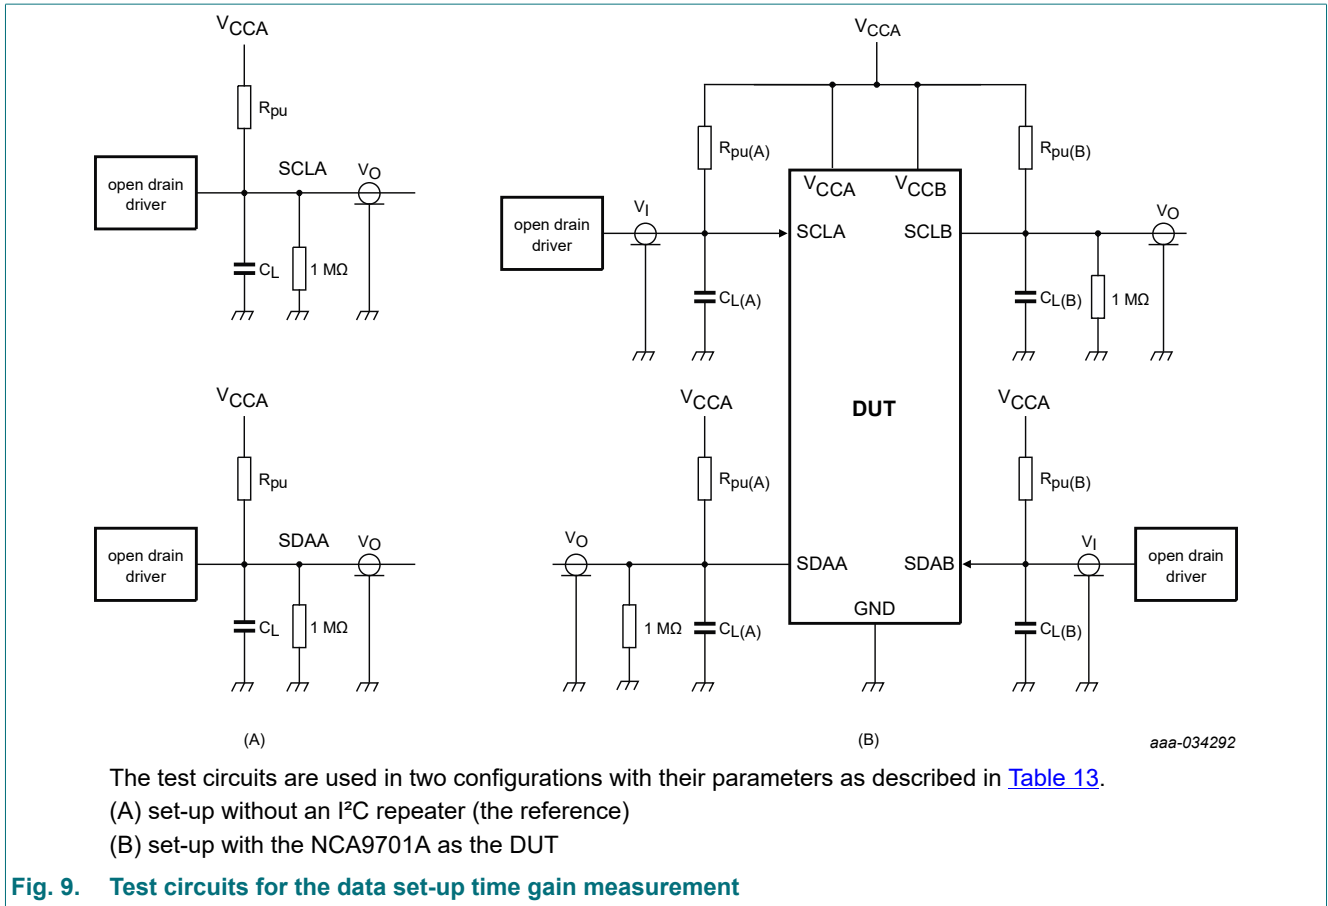 VCCA
Rpu
open drain
driver
SCLA
VO
CL
1 MΩ
VCCA
Rpu
open drain
driver
SDAA
VO
CL
1 MΩ
(A)
VCCA
Rpu(A)
Rpu(B)
VCCA
VCCB
open drain
driver
VI
SCLA
SCLB
VO
CL(A)
CL(B)
1 MΩ
VCCA
DUT
VCCA
Rpu(A)
Rpu(B)
VO
SDAA
SDAB
VI
open drain
driver
GND
1 MΩ
CL(A)
CL(B)
(B)
aaa-034292
The test circuits are used in two configurations with their parameters as described in Table 13.
(A) set-up without an I²C repeater (the reference)
(B) set-up with the NCA9701A as the DUT
Fig. 9. Test circuits for the data set-up time gain measurement